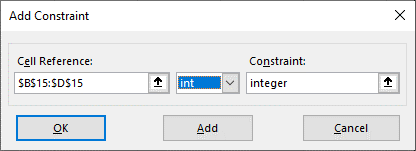 Add Constraint
Cell Reference: Constraint:
$B$15:$D$15 int integer
OK Add Cancel